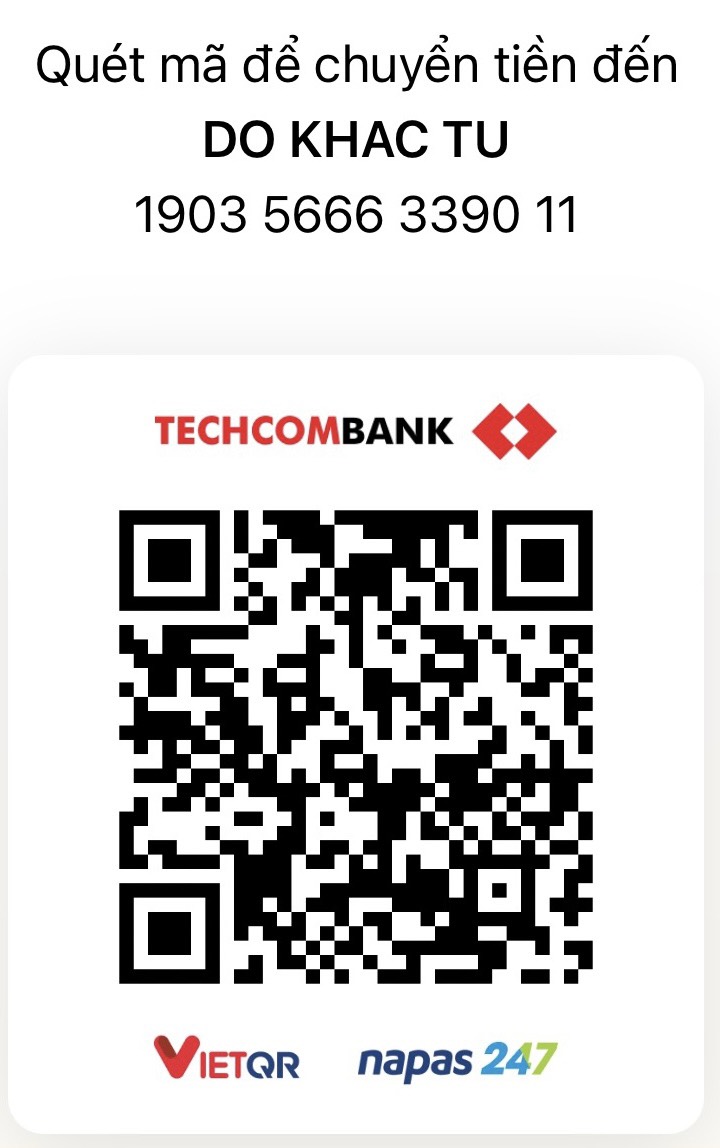 Quét mã để chuyển tiền đến
DO KHAC TU
1903 5666 3390 11
TECHCOMBANK
VIETQR
napas 247